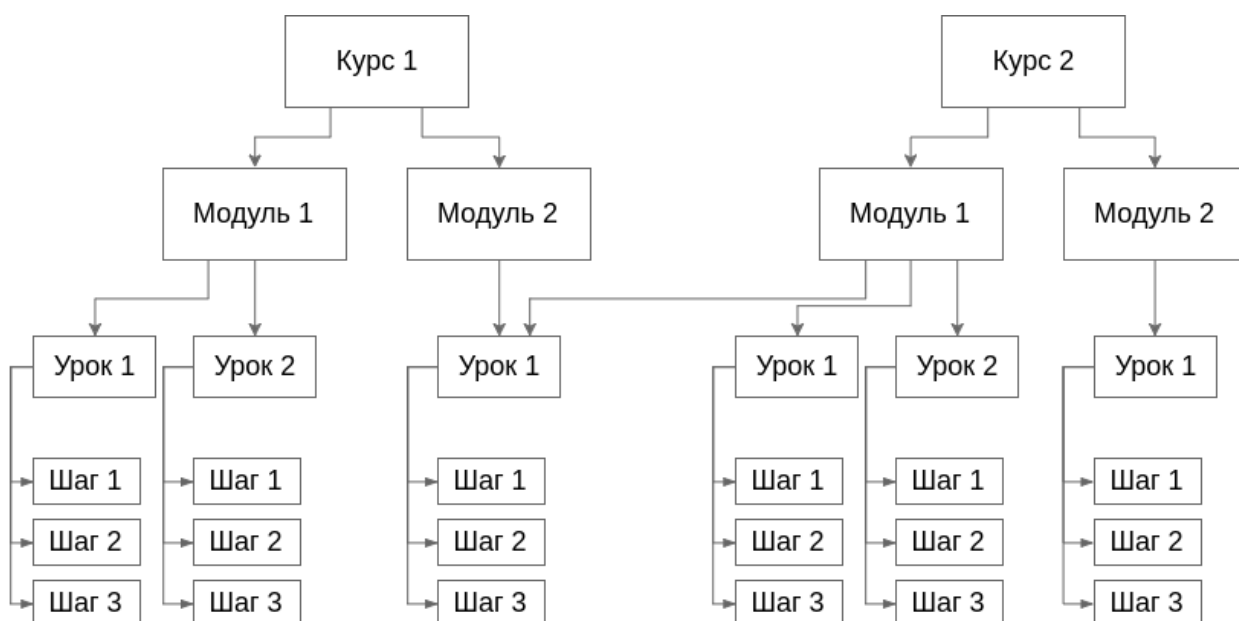 Курс 1
Курс 2
Модуль 1
Модуль 2
Модуль 1
Модуль 2
Урок 1
Урок 2
Урок 1
Урок 1
Урок 2
Урок 1
Шаг 1
Шаг 1
Шаг 1
Шаг 1
Шаг 1
Шаг 1
Шаг 2
Шаг 2
Шаг 2
Шаг 2
Шаг 2
Шаг 2
Шаг 3
Шаг 3
Шаг 3
Шаг 3
Шаг 3
Шаг 3